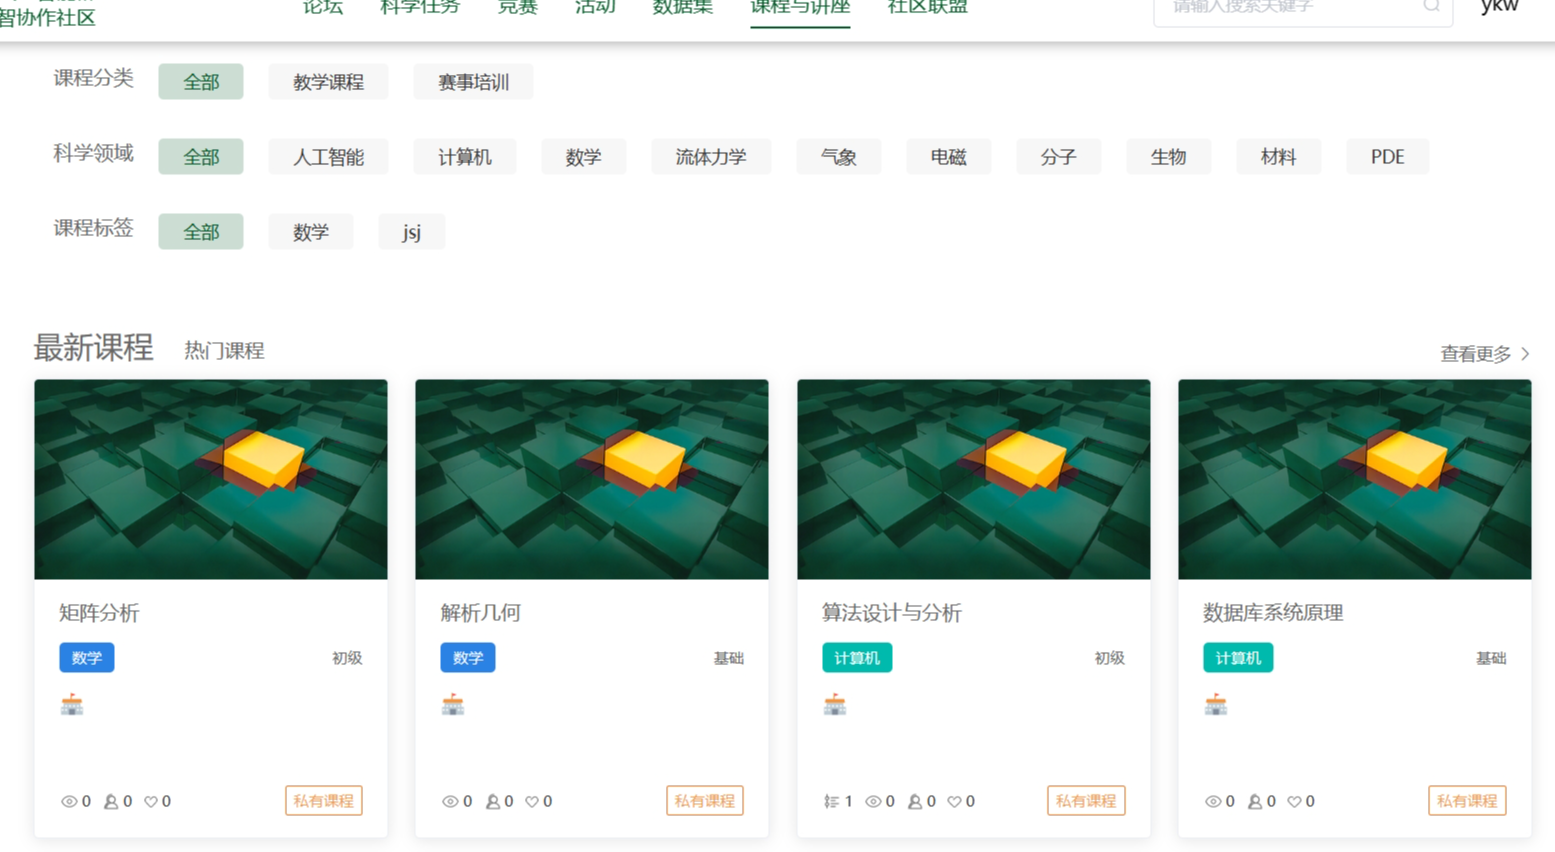 智协作社区
论坛 科学任务 竞赛 活动 数据集 课程与讲座 社区联盟 请输入搜索关键字 ykw
课程分类 全部 教学课程 赛事培训
科学领域 全部 人工智能 计算机 数学 流体力学 气象 电磁 分子 生物 材料 PDE
课程标签 全部 数学 jsj
最新课程 热门课程 查看更多
矩阵分析 解析几何 算法设计与分析 数据库系统原理
数学 初级 数学 基础 计算机 初级 计算机 基础
0 0 0 私有课程 0 0 0 私有课程 1 0 0 0 私有课程 0 0 0 私有课程